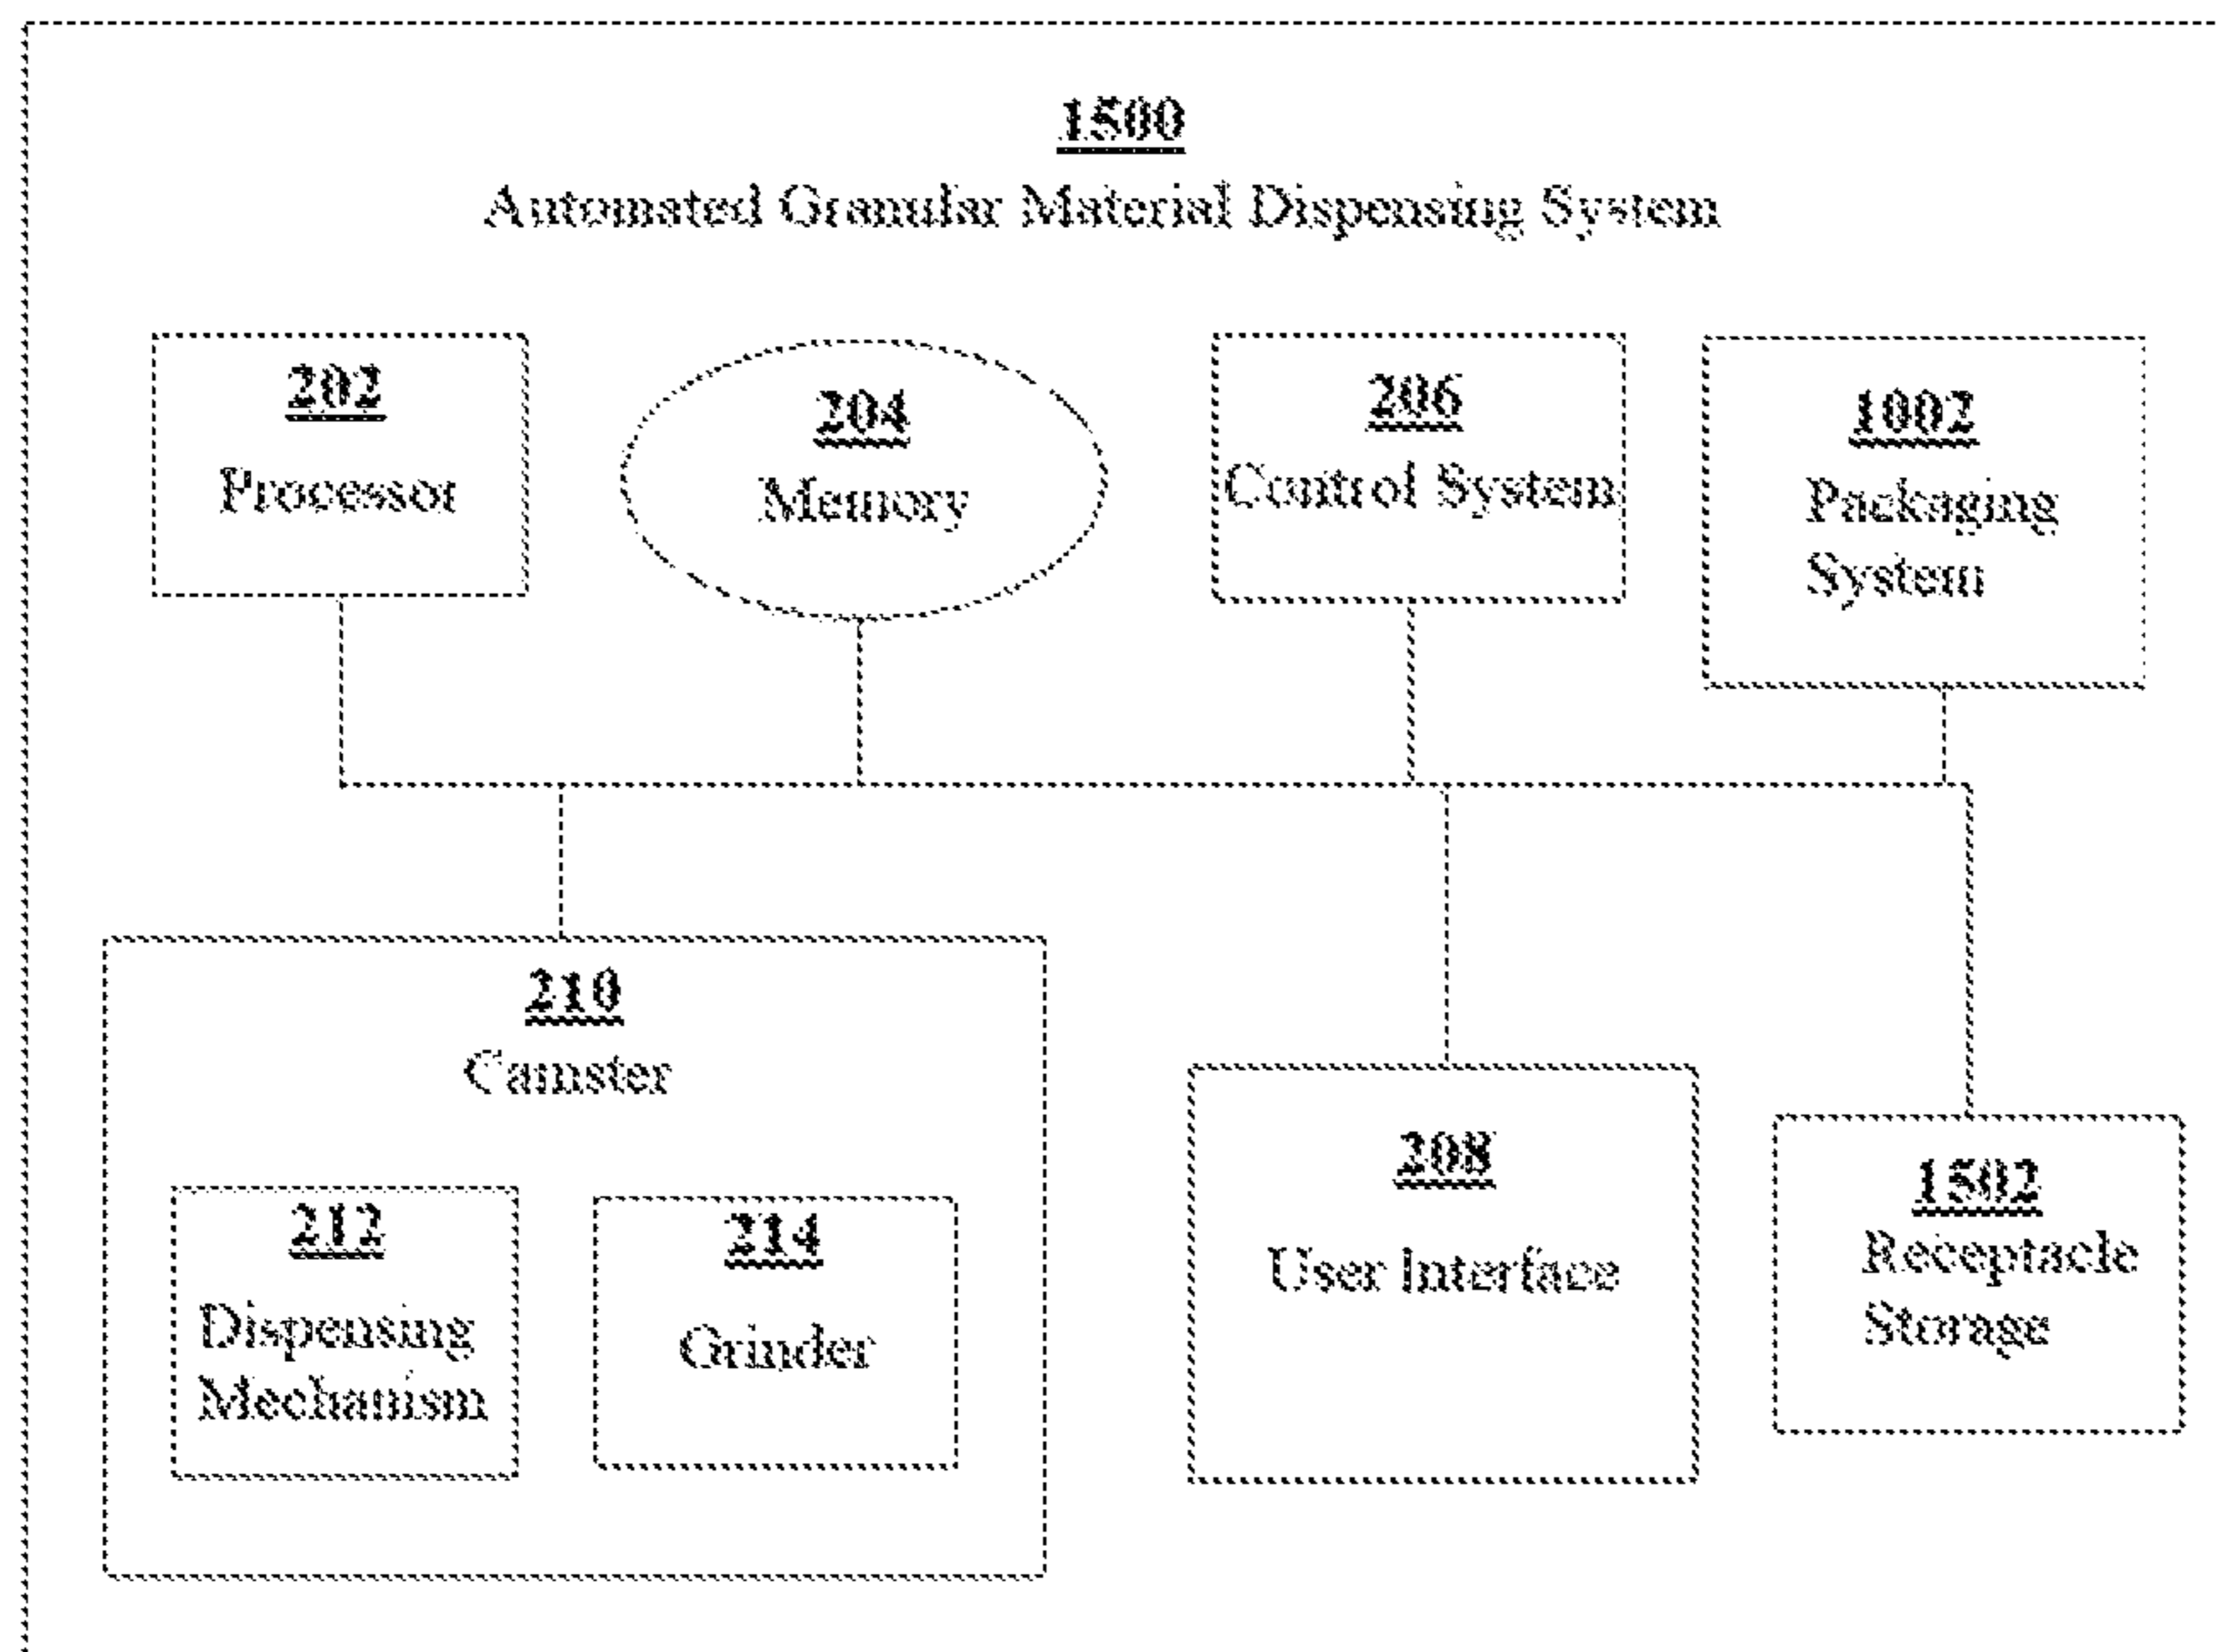 1500
Automated Granular Material Dispensing System
202
Processor
204
Memory
206
Control System
1002
Packaging
System
210
Canister
212
Dispensing
Mechanism
214
Grinder
208
User Interface
1502
Receptacle
Storage